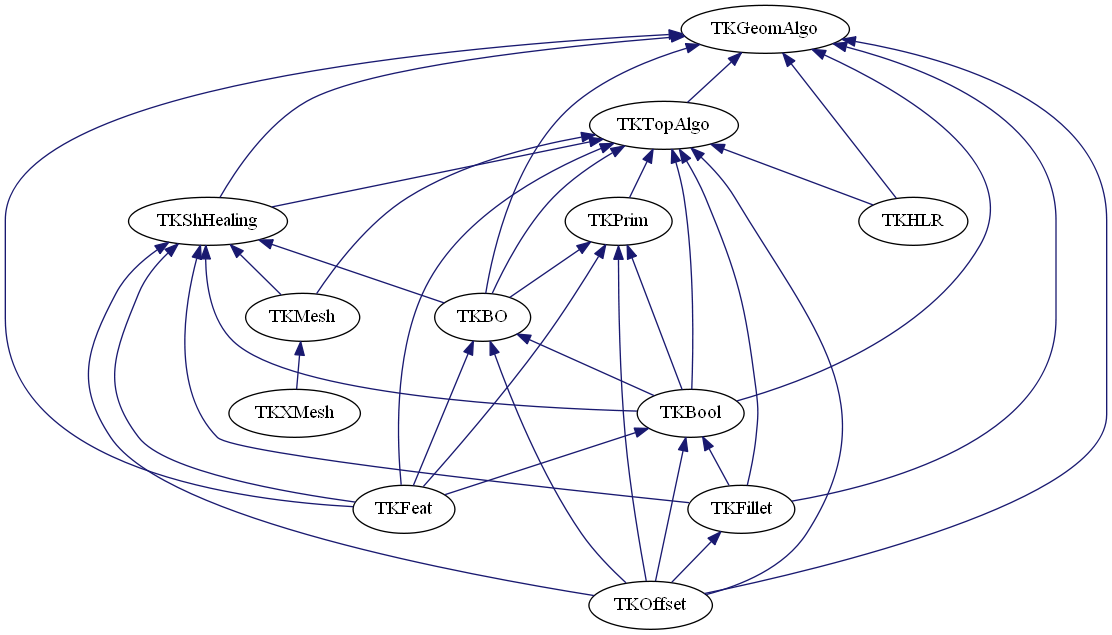 TKGeomAlgo
TKTopAlgo
TKShHealing
TKPrim
TKHLR
TKMesh
TKBO
TKXMesh
TKBool
TKFeat
TKFillet
TKOffset